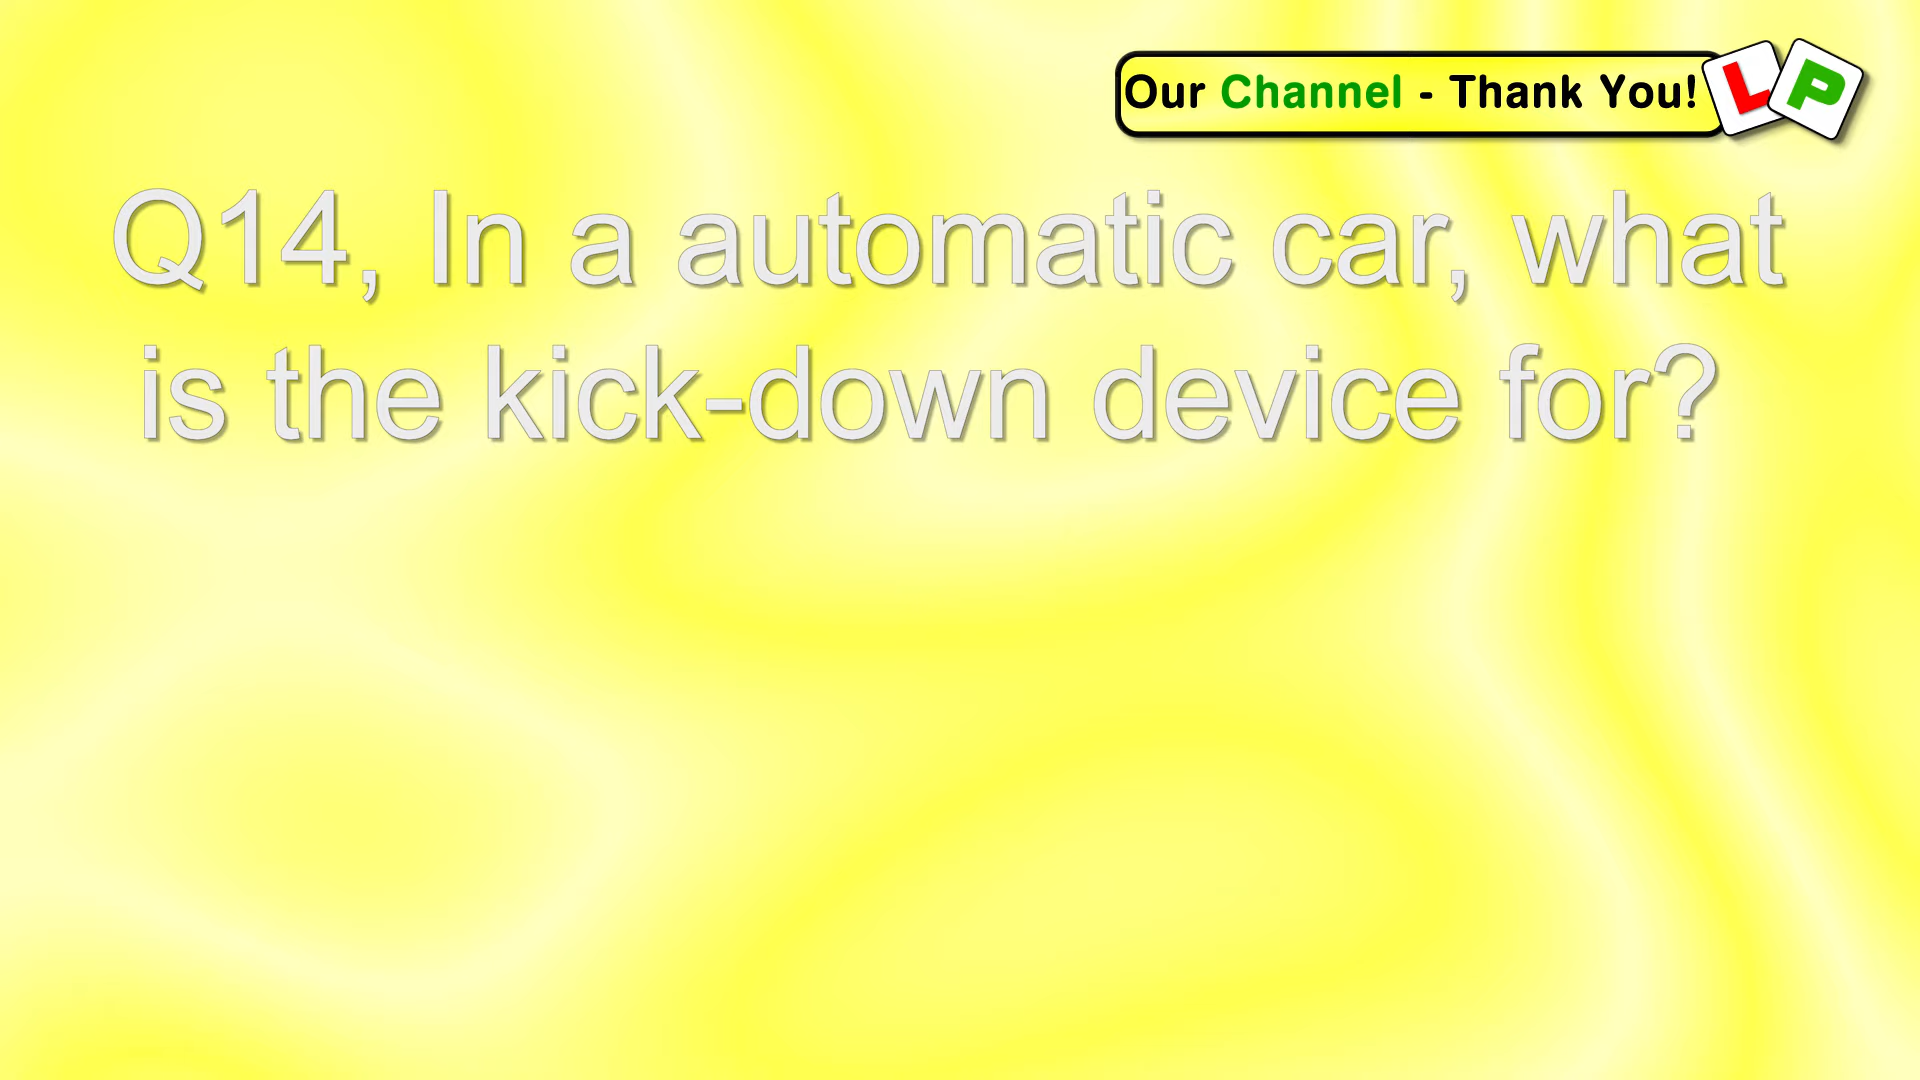 Our Channel - Thank You! L P
Q14, In a automatic car, what
is the kick-down device for?